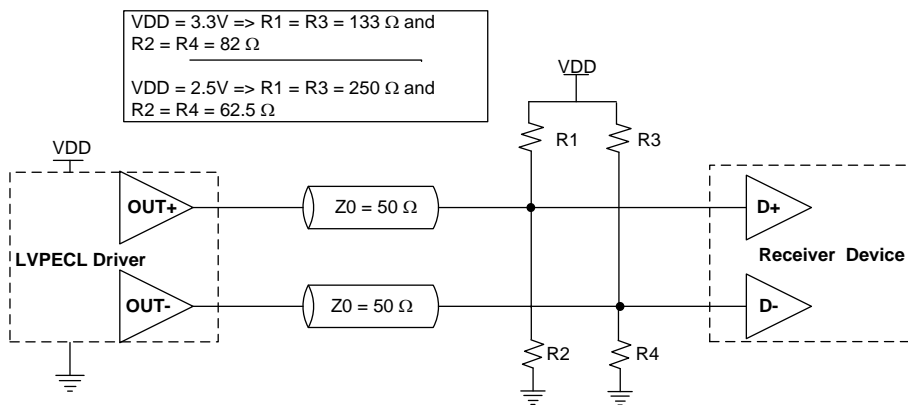 VDD = 3.3V => R1 = R3 = 133 Ω and
R2 = R4 = 82 Ω
VDD = 2.5V => R1 = R3 = 250 Ω and
R2 = R4 = 62.5 Ω
VDD
R1
R3
VDD
OUT+
Z0 = 50 Ω
D+
LVPECL Driver
Receiver Device
OUT-
Z0 = 50 Ω
D-
R2
R4